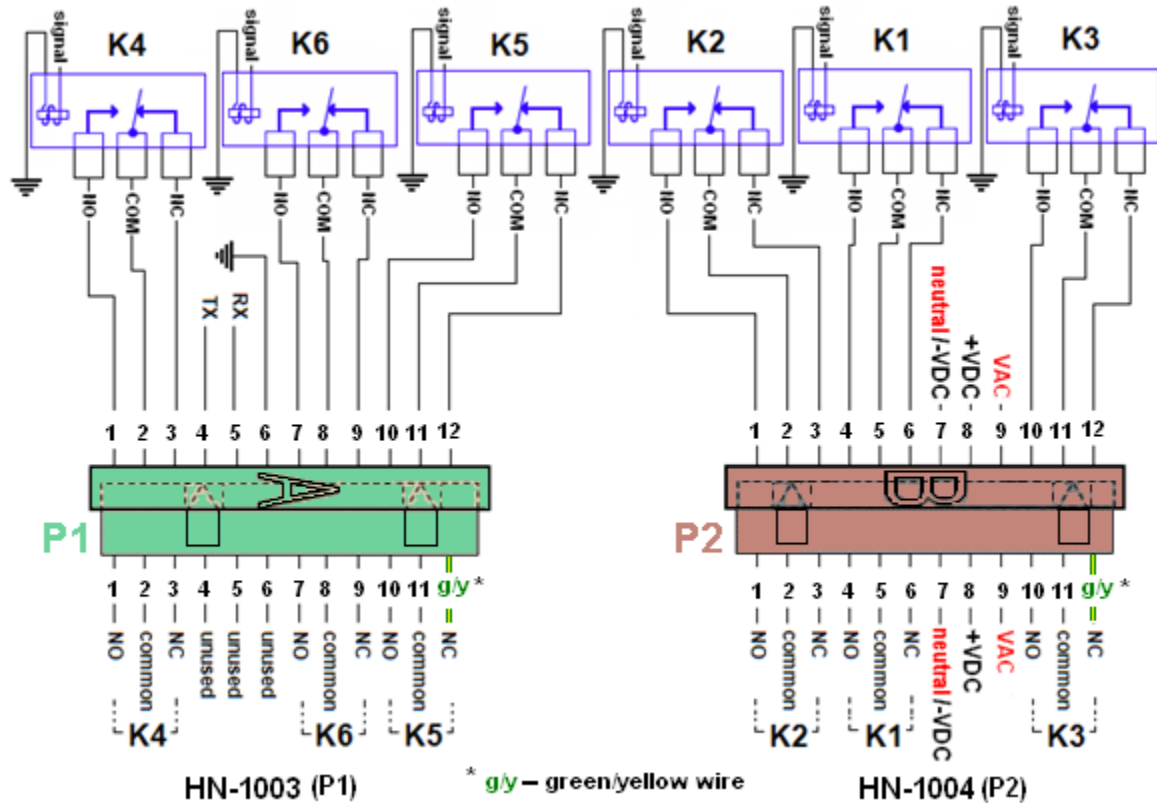 signal K4 signal K6 signal K5 signal K2 signal K1 signal K3
NO COM NC NO COM NC NO COM NC NO COM NC NO COM NC NO COM NC
TX RX neutral/-VDC +VDC VAC
1 2 3 4 5 6 7 8 9 10 11 12 1 2 3 4 5 6 7 8 9 10 11 12
A B
P1 P2
1 2 3 4 5 6 7 8 9 10 11 g/y * 1 2 3 4 5 6 7 8 9 10 11 g/y *
NO common NC unused unused unused NO common NC NO common NC NO common NC NO common NC neutral/-VDC +VDC VAC NO common NC
K4 K6 K5 K2 K1 K3
HN-1003 (P1) * g/y – green/yellow wire HN-1004 (P2)